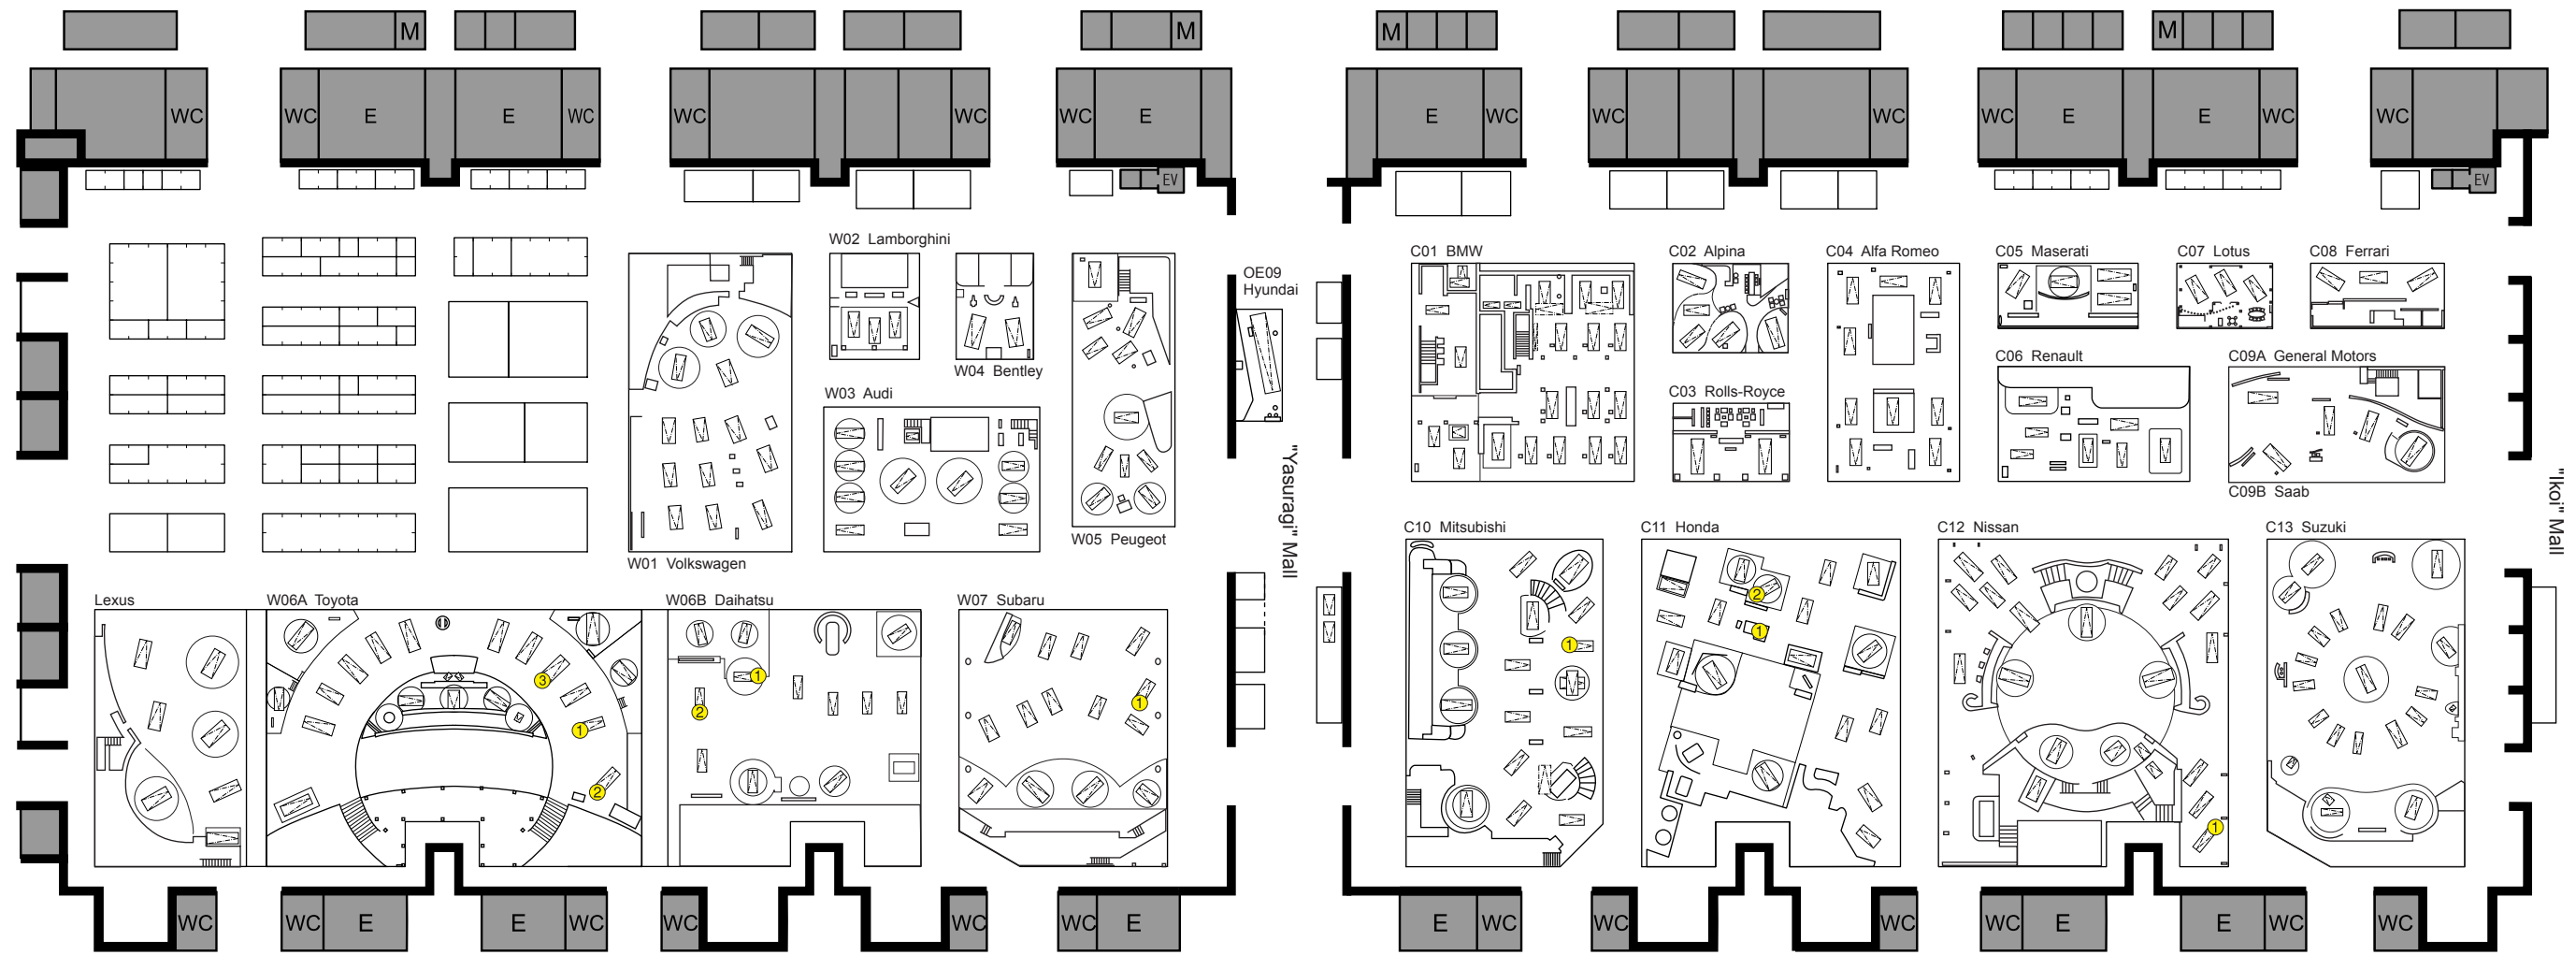 M
M
M
M
WC
WC
E
E
WC
WC
WC
WC
E
E
WC
WC
WC
E
E
WC
WC
EV
EV
W02 Lamborghini
C01 BMW
C02 Alpina
C04 Alfa Romeo
C05 Maserati
C07 Lotus
C08 Ferrari
OE09
Hyundai
W04 Bentley
C06 Renault
C09A General Motors
W03 Audi
C03 Rolls-Royce
C09B Saab
"Yasuragi" Mall
"Ikoi" Mall
W05 Peugeot
W01 Volkswagen
C10 Mitsubishi
C11 Honda
C12 Nissan
C13 Suzuki
Lexus
W06A Toyota
W06B Daihatsu
W07 Subaru
2
1
1
3
1
2
1
1
2
2
1
1
WC
WC
E
E
WC
WC
WC
WC
E
E
WC
WC
WC
WC
E
E
WC
WC